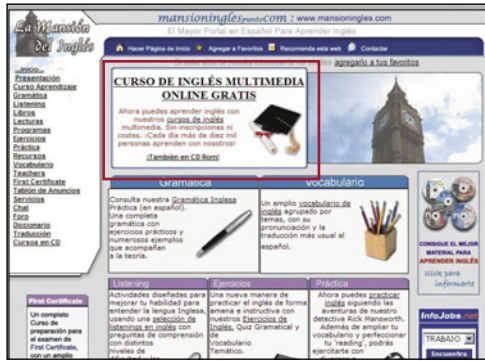 La Mansión
del Inglés
mansioninglespuntocom : www.mansioningles.com
El Mayor Portal en Español Para Aprender Inglés
Hacer Página de Inicio Agregar a Favoritos Recomienda esta web Contactar
agregarlo a tus favoritos
Presentación
Curso Aprendizaje
Gramática
Listening
Libros
Lecturas
Programas
Ejercicios
Práctica
Recursos
Vocabulario
Teachers
First Certificate
Tablón de Anuncios
Servicios
Chat
Foro
Diccionario
Traducción
Cursos en CD
CURSO DE INGLÉS MULTIMEDIA
ONLINE GRATIS
Ahora puedes aprender inglés con
nuestros cursos de inglés
multimedia. Sin inscripciones ni
costes. ¡Cada día más de diez mil
personas aprenden con nosotros!
¡También en CD Rom!
Gramática
Consulta nuestra Gramática Inglesa
Práctica (en español).
Una completa
gramática con
ejercicios prácticos y
numerosos ejemplos
que acompañan
a la teoría.
Vocabulario
Un amplio vocabulario de
inglés agrupado por
temas, con su
pronunciación y la
traducción más usual al
español.
CONSIGUE EL MEJOR
MATERIAL PARA
APRENDER INGLÉS
click para
informarte
First Certificate
Un completo
Curso de
preparación para
el examen de
First Certificate,
con un amplio
Listening
Actividades diseñadas para
mejorar tu habilidad para
entender la lengua Inglesa,
usando una selección de
listenings en inglés con
preguntas de comprensión
con distintos
niveles de
Ejercicios
Una nueva manera de
practicar el inglés de forma
amena e instructiva con
nuestros Ejercicios de
Inglés, Quiz Gramatical y
de
Vocabulario
Temático.
Práctica
Ahora puedes practicar
inglés siguiendo las
aventuras de nuestro
detective Rick Mansworth.
Además de ampliar tu
vocabulario y perfeccionar
tu 'reading', podrás
ejercitarte con
InfoJobs.net
TRABAJO
Encuentra